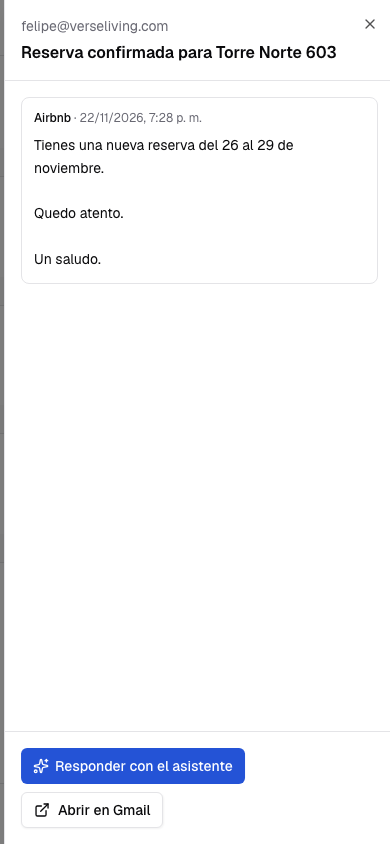 felipe@verseliving.com
Reserva confirmada para Torre Norte 603
Airbnb · 22/11/2026, 7:28 p. m.
Tienes una nueva reserva del 26 al 29 de
noviembre.
Quedo atento.
Un saludo.
Responder con el asistente
Abrir en Gmail